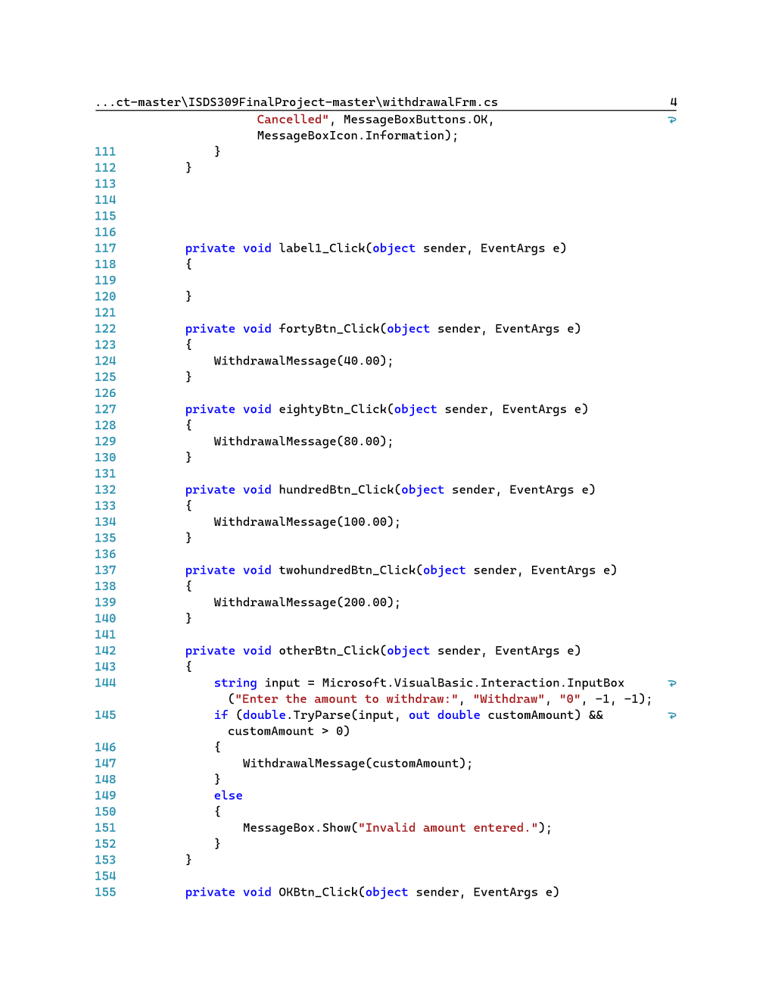 ...ct-master\ISDS309FinalProject-master\withdrawalFrm.cs 4
Cancelled", MessageBoxButtons.OK,
MessageBoxIcon.Information);
111 }
112 }
113
114
115
116
117 private void label1_Click(object sender, EventArgs e)
118 {
119
120 }
121
122 private void fortyBtn_Click(object sender, EventArgs e)
123 {
124 WithdrawalMessage(40.00);
125 }
126
127 private void eightyBtn_Click(object sender, EventArgs e)
128 {
129 WithdrawalMessage(80.00);
130 }
131
132 private void hundredBtn_Click(object sender, EventArgs e)
133 {
134 WithdrawalMessage(100.00);
135 }
136
137 private void twohundredBtn_Click(object sender, EventArgs e)
138 {
139 WithdrawalMessage(200.00);
140 }
141
142 private void otherBtn_Click(object sender, EventArgs e)
143 {
144 string input = Microsoft.VisualBasic.Interaction.InputBox
("Enter the amount to withdraw:", "Withdraw", "0", -1, -1);
145 if (double.TryParse(input, out double customAmount) &&
customAmount > 0)
146 {
147 WithdrawalMessage(customAmount);
148 }
149 else
150 {
151 MessageBox.Show("Invalid amount entered.");
152 }
153 }
154
155 private void OKBtn_Click(object sender, EventArgs e)